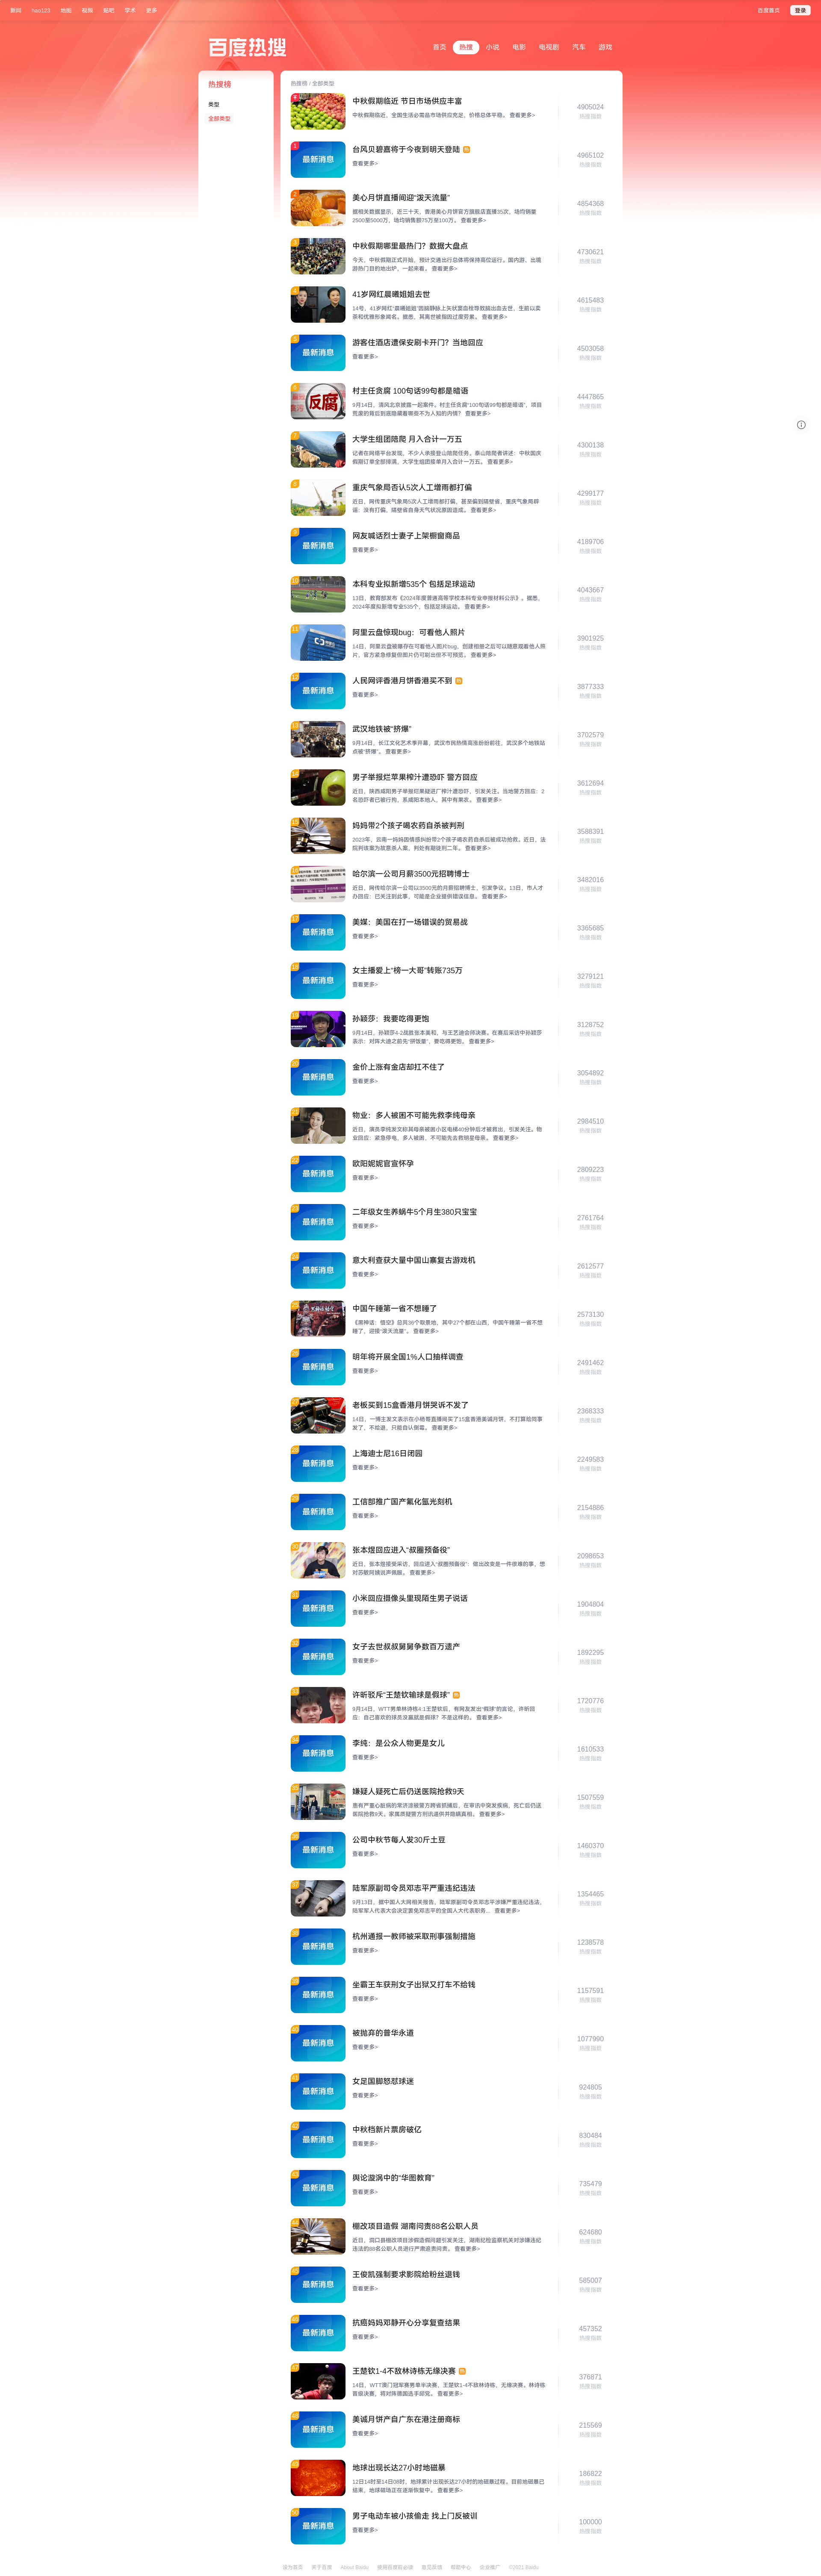 新闻 hao123 地图 视频 贴吧 学术 更多
百度首页 登录
百度热搜
首页 热搜 小说 电影 电视剧 汽车 游戏
热搜榜
类型
全部类型
热搜榜 / 全部类型
中秋假期临近 节日市场供应丰富
中秋假期临近，全国生活必需品市场供应充足，价格总体平稳。 查看更多>
4905024
热搜指数
1
最新消息
台风贝碧嘉将于今夜到明天登陆 热
查看更多>
4965102
热搜指数
2
美心月饼直播间迎“泼天流量”
据相关数据显示，近三十天，香港美心月饼官方旗舰店直播35次，场均销量
2500至5000万，场均销售额75万至100万。 查看更多>
4854368
热搜指数
3
中秋假期哪里最热门？数据大盘点
今天，中秋假期正式开始，预计交通出行总体将保持高位运行。国内游、出境
游热门目的地出炉，一起来看。 查看更多>
4730621
热搜指数
4
41岁网红晨曦姐姐去世
14号，41岁网红“晨曦姐姐”因脑静脉上矢状窦血栓导致脑出血去世，生前以卖
茶和优雅形象闻名。据悉，其离世被指因过度劳累。 查看更多>
4615483
热搜指数
5
最新消息
游客住酒店遭保安刷卡开门？当地回应
查看更多>
4503058
热搜指数
6
反腐
村主任贪腐 100句话99句都是暗语
9月14日，清风北京披露一起案件。村主任贪腐“100句话99句都是暗语”，项目
荒废的背后到底隐藏着哪些不为人知的内情？ 查看更多>
4447865
热搜指数
7
大学生组团陪爬 月入合计一万五
记者在网络平台发现，不少人承接登山陪爬任务。泰山陪爬者讲述：中秋国庆
假期订单全部排满，大学生组团接单月入合计一万五。 查看更多>
4300138
热搜指数
8
重庆气象局否认5次人工增雨都打偏
近日，网传重庆气象局5次人工增雨都打偏，甚至偏到隔壁省，重庆气象局辟
谣：没有打偏，隔壁省自身天气状况原因造成。 查看更多>
4299177
热搜指数
9
最新消息
网友喊话烈士妻子上架橱窗商品
查看更多>
4189706
热搜指数
10
本科专业拟新增535个 包括足球运动
13日，教育部发布《2024年度普通高等学校本科专业申报材料公示》。据悉，
2024年度拟新增专业535个，包括足球运动。 查看更多>
4043667
热搜指数
11
阿里云盘惊现bug：可看他人照片
14日，阿里云盘被曝存在可看他人图片bug，创建相册之后可以随意观看他人照
片，官方紧急修复但图片仍可刷出但不可预览。 查看更多>
3901925
热搜指数
12
最新消息
人民网评香港月饼香港买不到 热
查看更多>
3877333
热搜指数
13
武汉地铁被“挤爆”
9月14日，长江文化艺术季开幕，武汉市民热情高涨纷纷前往，武汉多个地铁站
点被“挤爆”。 查看更多>
3702579
热搜指数
14
男子举报烂苹果榨汁遭恐吓 警方回应
近日，陕西咸阳男子举报烂果疑进厂榨汁遭恐吓，引发关注。当地警方回应：2
名恐吓者已被行拘，系咸阳本地人，其中有果农。 查看更多>
3612694
热搜指数
15
妈妈带2个孩子喝农药自杀被判刑
2023年，云南一妈妈因情感纠纷带2个孩子喝农药自杀后被成功抢救。近日，法
院判该案为故意杀人案，判处有期徒刑二年。 查看更多>
3588391
热搜指数
16
哈尔滨一公司月薪3500元招聘博士
近日，网传哈尔滨一公司以3500元的月薪招聘博士，引发争议。13日，市人才
办回应：已关注到此事，可能是企业提供错误信息。 查看更多>
3482016
热搜指数
17
最新消息
美媒：美国在打一场错误的贸易战
查看更多>
3365685
热搜指数
18
最新消息
女主播爱上“榜一大哥”转账735万
查看更多>
3279121
热搜指数
19
孙颖莎：我要吃得更饱
9月14日，孙颖莎4-2战胜张本美和，与王艺迪会师决赛。在赛后采访中孙颖莎
表示：对阵大迪之前先“拼饭量”，要吃得更饱。 查看更多>
3128752
热搜指数
20
最新消息
金价上涨有金店却扛不住了
查看更多>
3054892
热搜指数
21
物业：多人被困不可能先救李纯母亲
近日，演员李纯发文称其母亲被困小区电梯40分钟后才被救出，引发关注。物
业回应：紧急停电，多人被困，不可能先去救明星母亲。 查看更多>
2984510
热搜指数
22
最新消息
欧阳妮妮官宣怀孕
查看更多>
2809223
热搜指数
23
最新消息
二年级女生养蜗牛5个月生380只宝宝
查看更多>
2761764
热搜指数
24
最新消息
意大利查获大量中国山寨复古游戏机
查看更多>
2612577
热搜指数
25
中国午睡第一省不想睡了
《黑神话：悟空》总共36个取景地，其中27个都在山西，中国午睡第一省不想
睡了，迎接“泼天流量”。 查看更多>
2573130
热搜指数
26
最新消息
明年将开展全国1%人口抽样调查
查看更多>
2491462
热搜指数
27
老板买到15盒香港月饼哭诉不发了
14日，一博主发文表示在小杨哥直播间买了15盒香港美诚月饼，不打算给同事
发了，不给退，只能自认倒霉。 查看更多>
2368333
热搜指数
28
最新消息
上海迪士尼16日闭园
查看更多>
2249583
热搜指数
29
最新消息
工信部推广国产氟化氩光刻机
查看更多>
2154886
热搜指数
30
张本煜回应进入“叔圈预备役”
近日，张本煜接受采访，回应进入“叔圈预备役”：做出改变是一件很难的事，想
对苏敏阿姨说声佩服。 查看更多>
2098653
热搜指数
31
最新消息
小米回应摄像头里现陌生男子说话
查看更多>
1904804
热搜指数
32
最新消息
女子去世叔叔舅舅争数百万遗产
查看更多>
1892295
热搜指数
33
许昕驳斥“王楚钦输球是假球” 热
9月14日，WTT男单林诗栋4:1王楚钦后，有网友发出“假球”的言论，许昕回
应：自己喜欢的球员没赢就是假球？不是这样的。 查看更多>
1720776
热搜指数
34
最新消息
李纯：是公众人物更是女儿
查看更多>
1610533
热搜指数
35
嫌疑人疑死亡后仍送医院抢救9天
患有严重心脏病的常济凉被警方跨省抓捕后，在审讯中突发疾病，死亡后仍送
医院抢救9天。家属质疑警方刑讯逼供并隐瞒真相。 查看更多>
1507559
热搜指数
36
最新消息
公司中秋节每人发30斤土豆
查看更多>
1460370
热搜指数
37
陆军原副司令员邓志平严重违纪违法
9月13日，据中国人大网相关报告，陆军原副司令员邓志平涉嫌严重违纪违法，
陆军军人代表大会决定罢免邓志平的全国人大代表职务... 查看更多>
1354465
热搜指数
38
最新消息
杭州通报一教师被采取刑事强制措施
查看更多>
1238578
热搜指数
39
最新消息
坐霸王车获刑女子出狱又打车不给钱
查看更多>
1157591
热搜指数
40
最新消息
被抛弃的普华永道
查看更多>
1077990
热搜指数
41
最新消息
女足国脚怒怼球迷
查看更多>
924805
热搜指数
42
最新消息
中秋档新片票房破亿
查看更多>
830484
热搜指数
43
最新消息
舆论漩涡中的“华图教育”
查看更多>
735479
热搜指数
44
棚改项目造假 湖南问责88名公职人员
近日，洞口县棚改项目涉假造假问题引发关注，湖南纪检监察机关对涉嫌违纪
违法的88名公职人员进行严肃追责问责。 查看更多>
624680
热搜指数
45
最新消息
王俊凯强制要求影院给粉丝退钱
查看更多>
585007
热搜指数
46
最新消息
抗癌妈妈邓静开心分享复查结果
查看更多>
457352
热搜指数
47
王楚钦1-4不敌林诗栋无缘决赛 热
14日，WTT澳门冠军赛男单半决赛，王楚钦1-4不敌林诗栋，无缘决赛。林诗栋
晋级决赛，将对阵德国选手邱党。 查看更多>
376871
热搜指数
48
最新消息
美诚月饼产自广东在港注册商标
查看更多>
215569
热搜指数
49
地球出现长达27小时地磁暴
12日14时至14日08时，地球累计出现长达27小时的地磁暴过程。目前地磁暴已
结束，地球磁场正在逐渐恢复中。 查看更多>
186822
热搜指数
50
最新消息
男子电动车被小孩偷走 找上门反被训
查看更多>
100000
热搜指数
设为首页 关于百度 About Baidu 使用百度前必读 意见反馈 帮助中心 企业推广 ©2021 Baidu